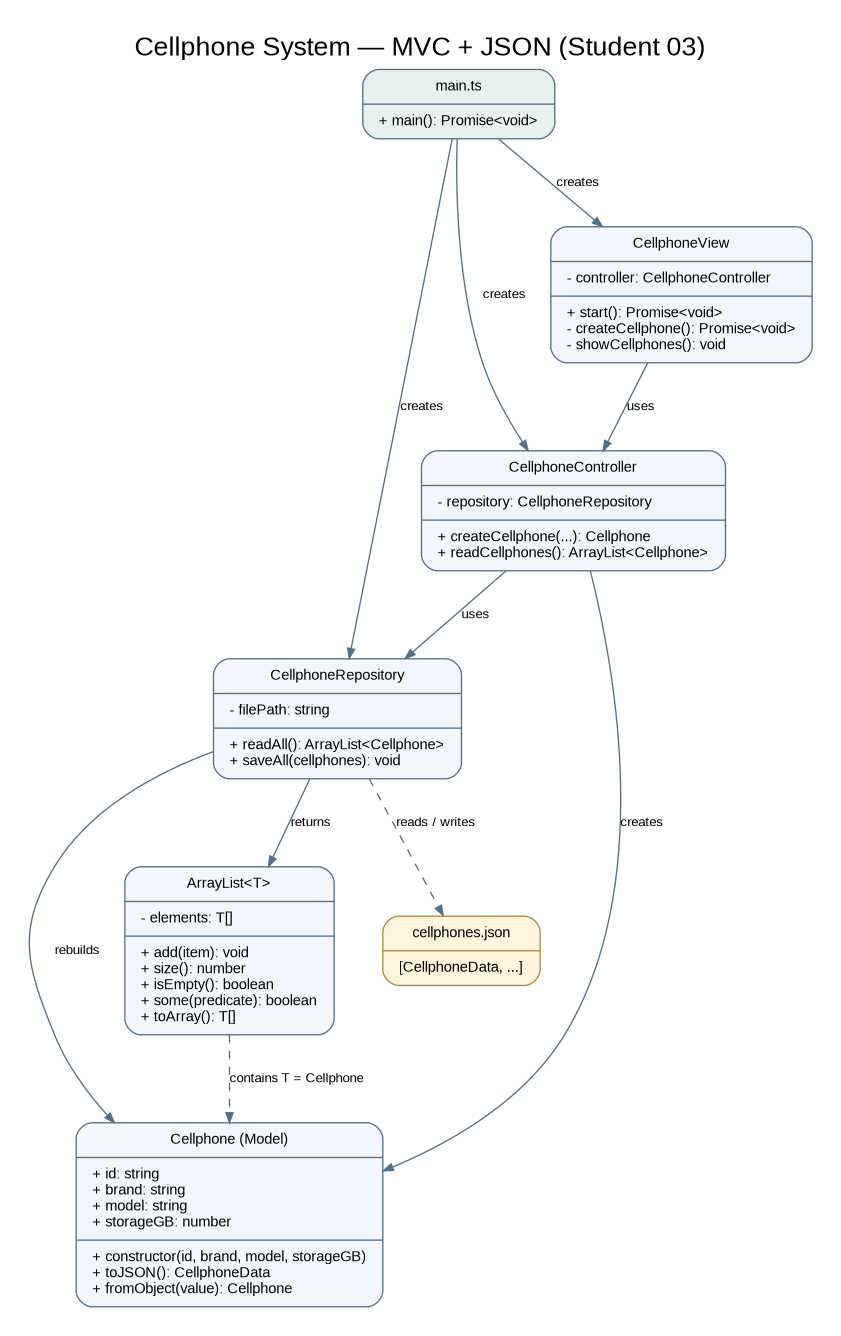 Cellphone System — MVC + JSON (Student 03)
main.ts
+ main(): Promise<void>
creates
CellphoneView
- controller: CellphoneController
+ start(): Promise<void>
- createCellphone(): Promise<void>
- showCellphones(): void
creates
creates
uses
CellphoneController
- repository: CellphoneRepository
+ createCellphone(...): Cellphone
+ readCellphones(): ArrayList<Cellphone>
uses
CellphoneRepository
- filePath: string
+ readAll(): ArrayList<Cellphone>
+ saveAll(cellphones): void
returns
reads / writes
creates
ArrayList<T>
- elements: T[]
+ add(item): void
+ size(): number
+ isEmpty(): boolean
+ some(predicate): boolean
+ toArray(): T[]
cellphones.json
[CellphoneData, ...]
rebuilds
contains T = Cellphone
Cellphone (Model)
+ id: string
+ brand: string
+ model: string
+ storageGB: number
+ constructor(id, brand, model, storageGB)
+ toJSON(): CellphoneData
+ fromObject(value): Cellphone